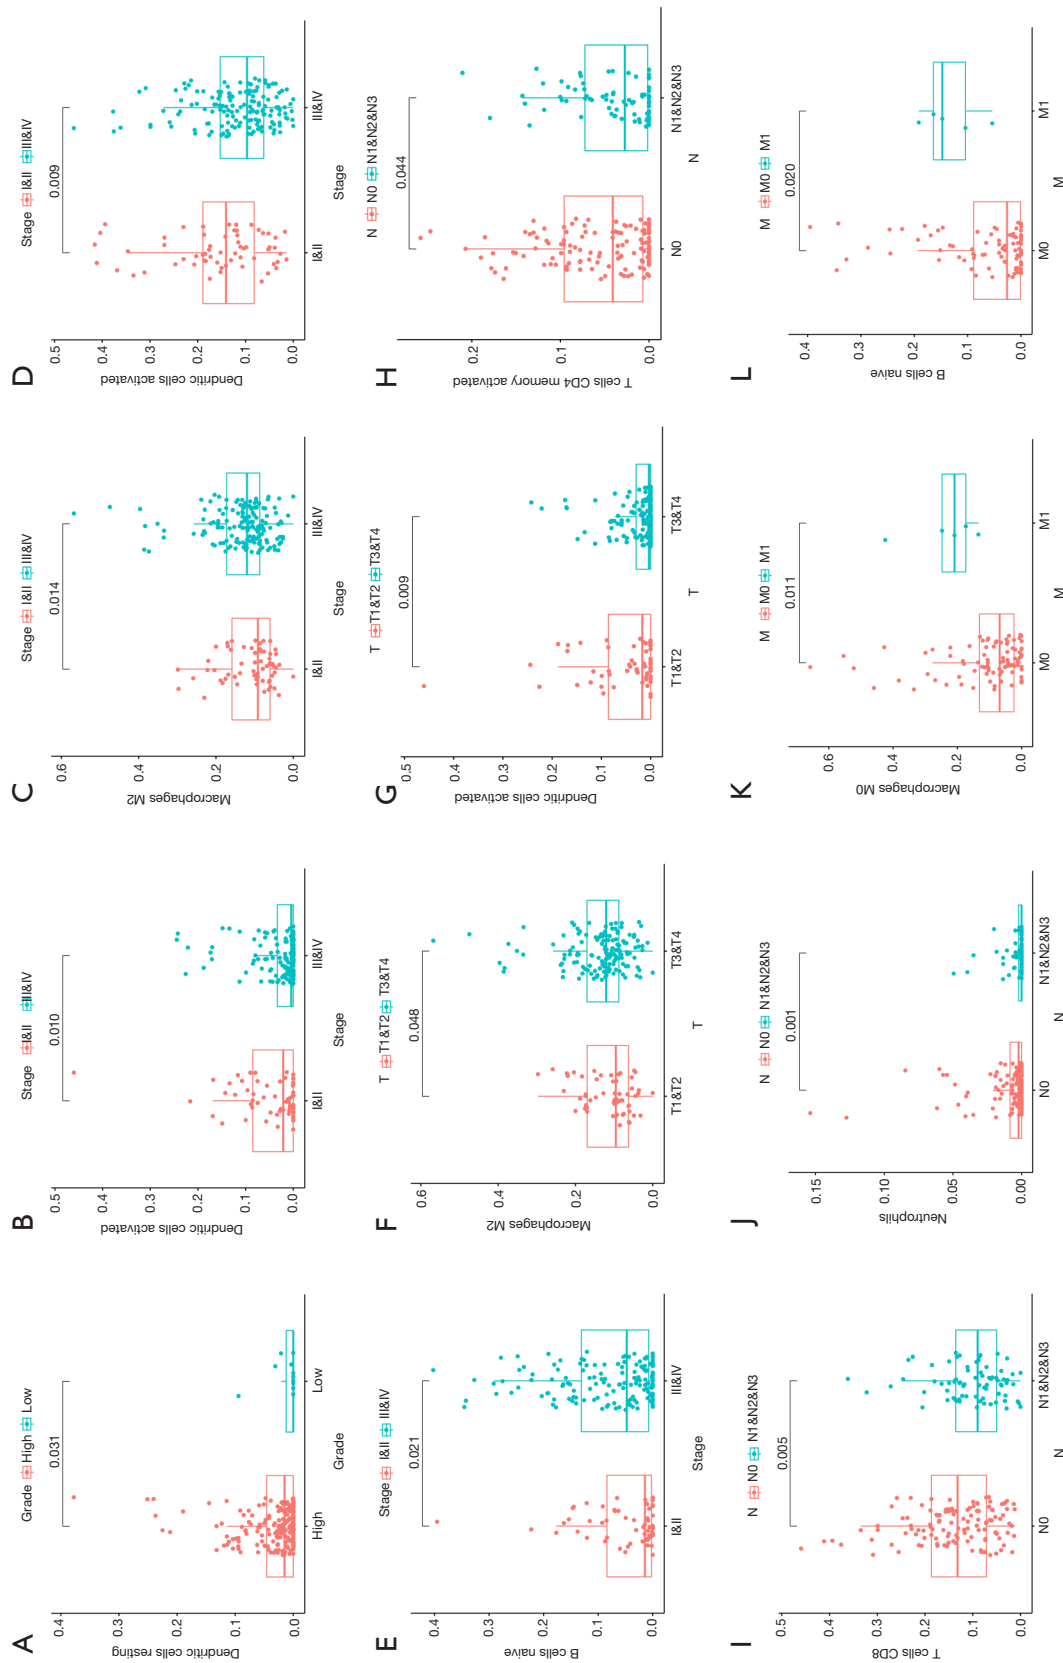 A
Grade High Low
0.031
Dendritic cells resting
0.4
0.3
0.2
0.1
0.0
High Low
Grade
B
Stage I&II III&IV
0.010
Dendritic cells activated
0.5
0.4
0.3
0.2
0.1
0.0
I&II III&IV
Stage
C
Stage I&II III&IV
0.014
Macrophages M2
0.6
0.4
0.2
0.0
I&II III&IV
Stage
D
Stage I&II III&IV
0.009
Dendritic cells activated
0.5
0.4
0.3
0.2
0.1
0.0
I&II III&IV
Stage
E
Stage I&II III&IV
0.021
B cells naive
0.4
0.3
0.2
0.1
0.0
I&II III&IV
Stage
F
T T1&T2 T3&T4
0.048
Macrophages M2
0.6
0.4
0.2
0.0
T1&T2 T3&T4
T
G
T T1&T2 T3&T4
0.009
Dendritic cells activated
0.5
0.4
0.3
0.2
0.1
0.0
T1&T2 T3&T4
T
H
N N0 N1&N2&N3
0.044
T cells CD4 memory activated
0.2
0.1
0.0
N0 N1&N2&N3
N
I
N N0 N1&N2&N3
0.005
T cells CD8
0.5
0.4
0.3
0.2
0.1
0.0
N0 N1&N2&N3
N
J
N N0 N1&N2&N3
0.001
Neutrophils
0.15
0.10
0.05
0.00
N0 N1&N2&N3
N
K
M M0 M1
0.011
Macrophages M0
0.6
0.4
0.2
0.0
M0 M1
M
L
M M0 M1
0.020
B cells naive
0.4
0.3
0.2
0.1
0.0
M0 M1
M